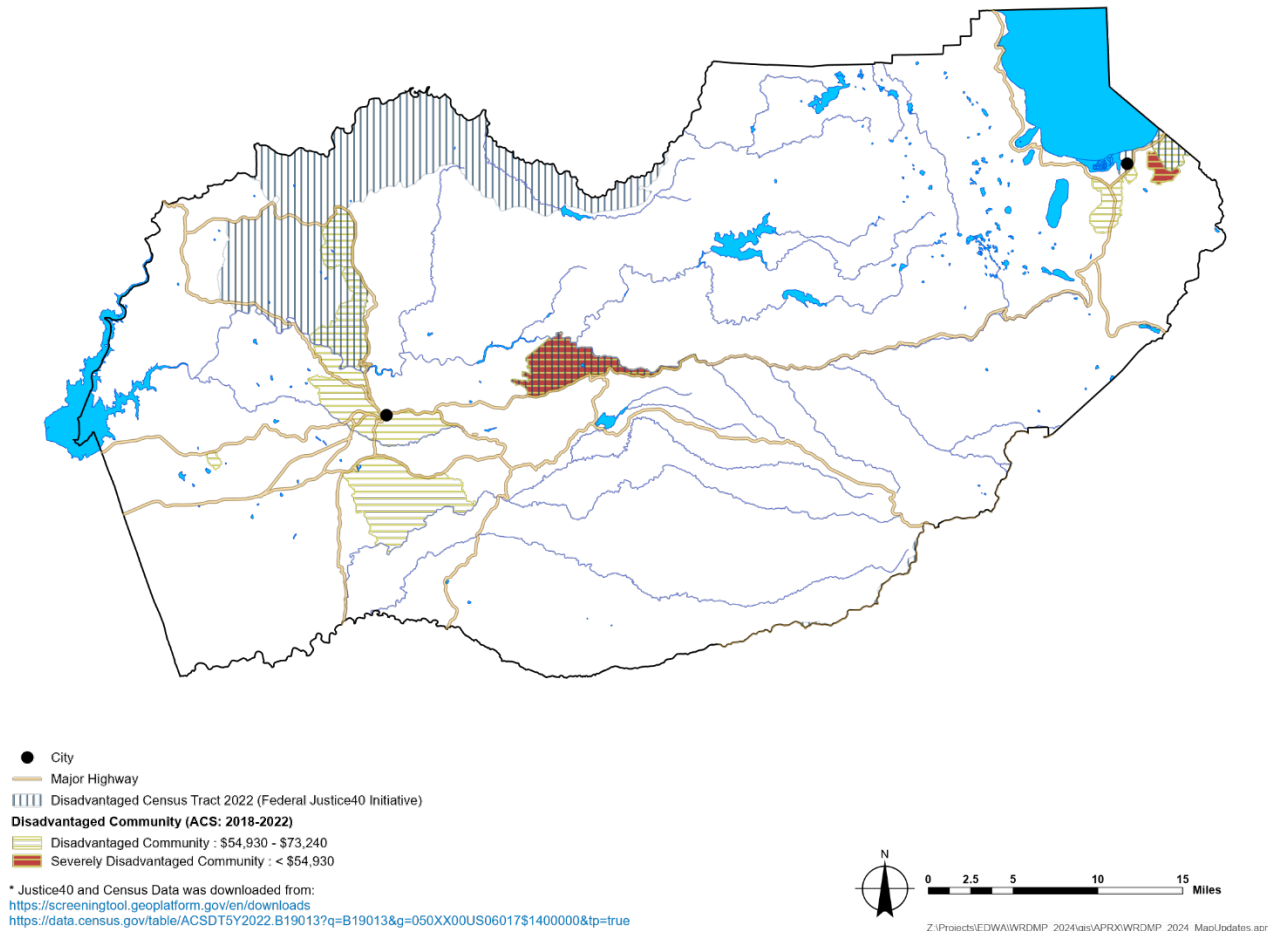 City
Major Highway
Disadvantaged Census Tract 2022 (Federal Justice40 Initiative)
Disadvantaged Community (ACS: 2018-2022)
Disadvantaged Community : $54,930 - $73,240
Severely Disadvantaged Community : < $54,930
* Justice40 and Census Data was downloaded from:
https://screeningtool.geoplatform.gov/en/downloads
https://data.census.gov/table/ACSDT5Y2022.B19013?q=B19013&g=050XX00US06017$1400000&tp=true
N
0 2.5 5 10 15
Miles
Z:\Projects\EDWA\WRDMP_2024\gis\APRX\WRDMP_2024_MapUpdates.apr